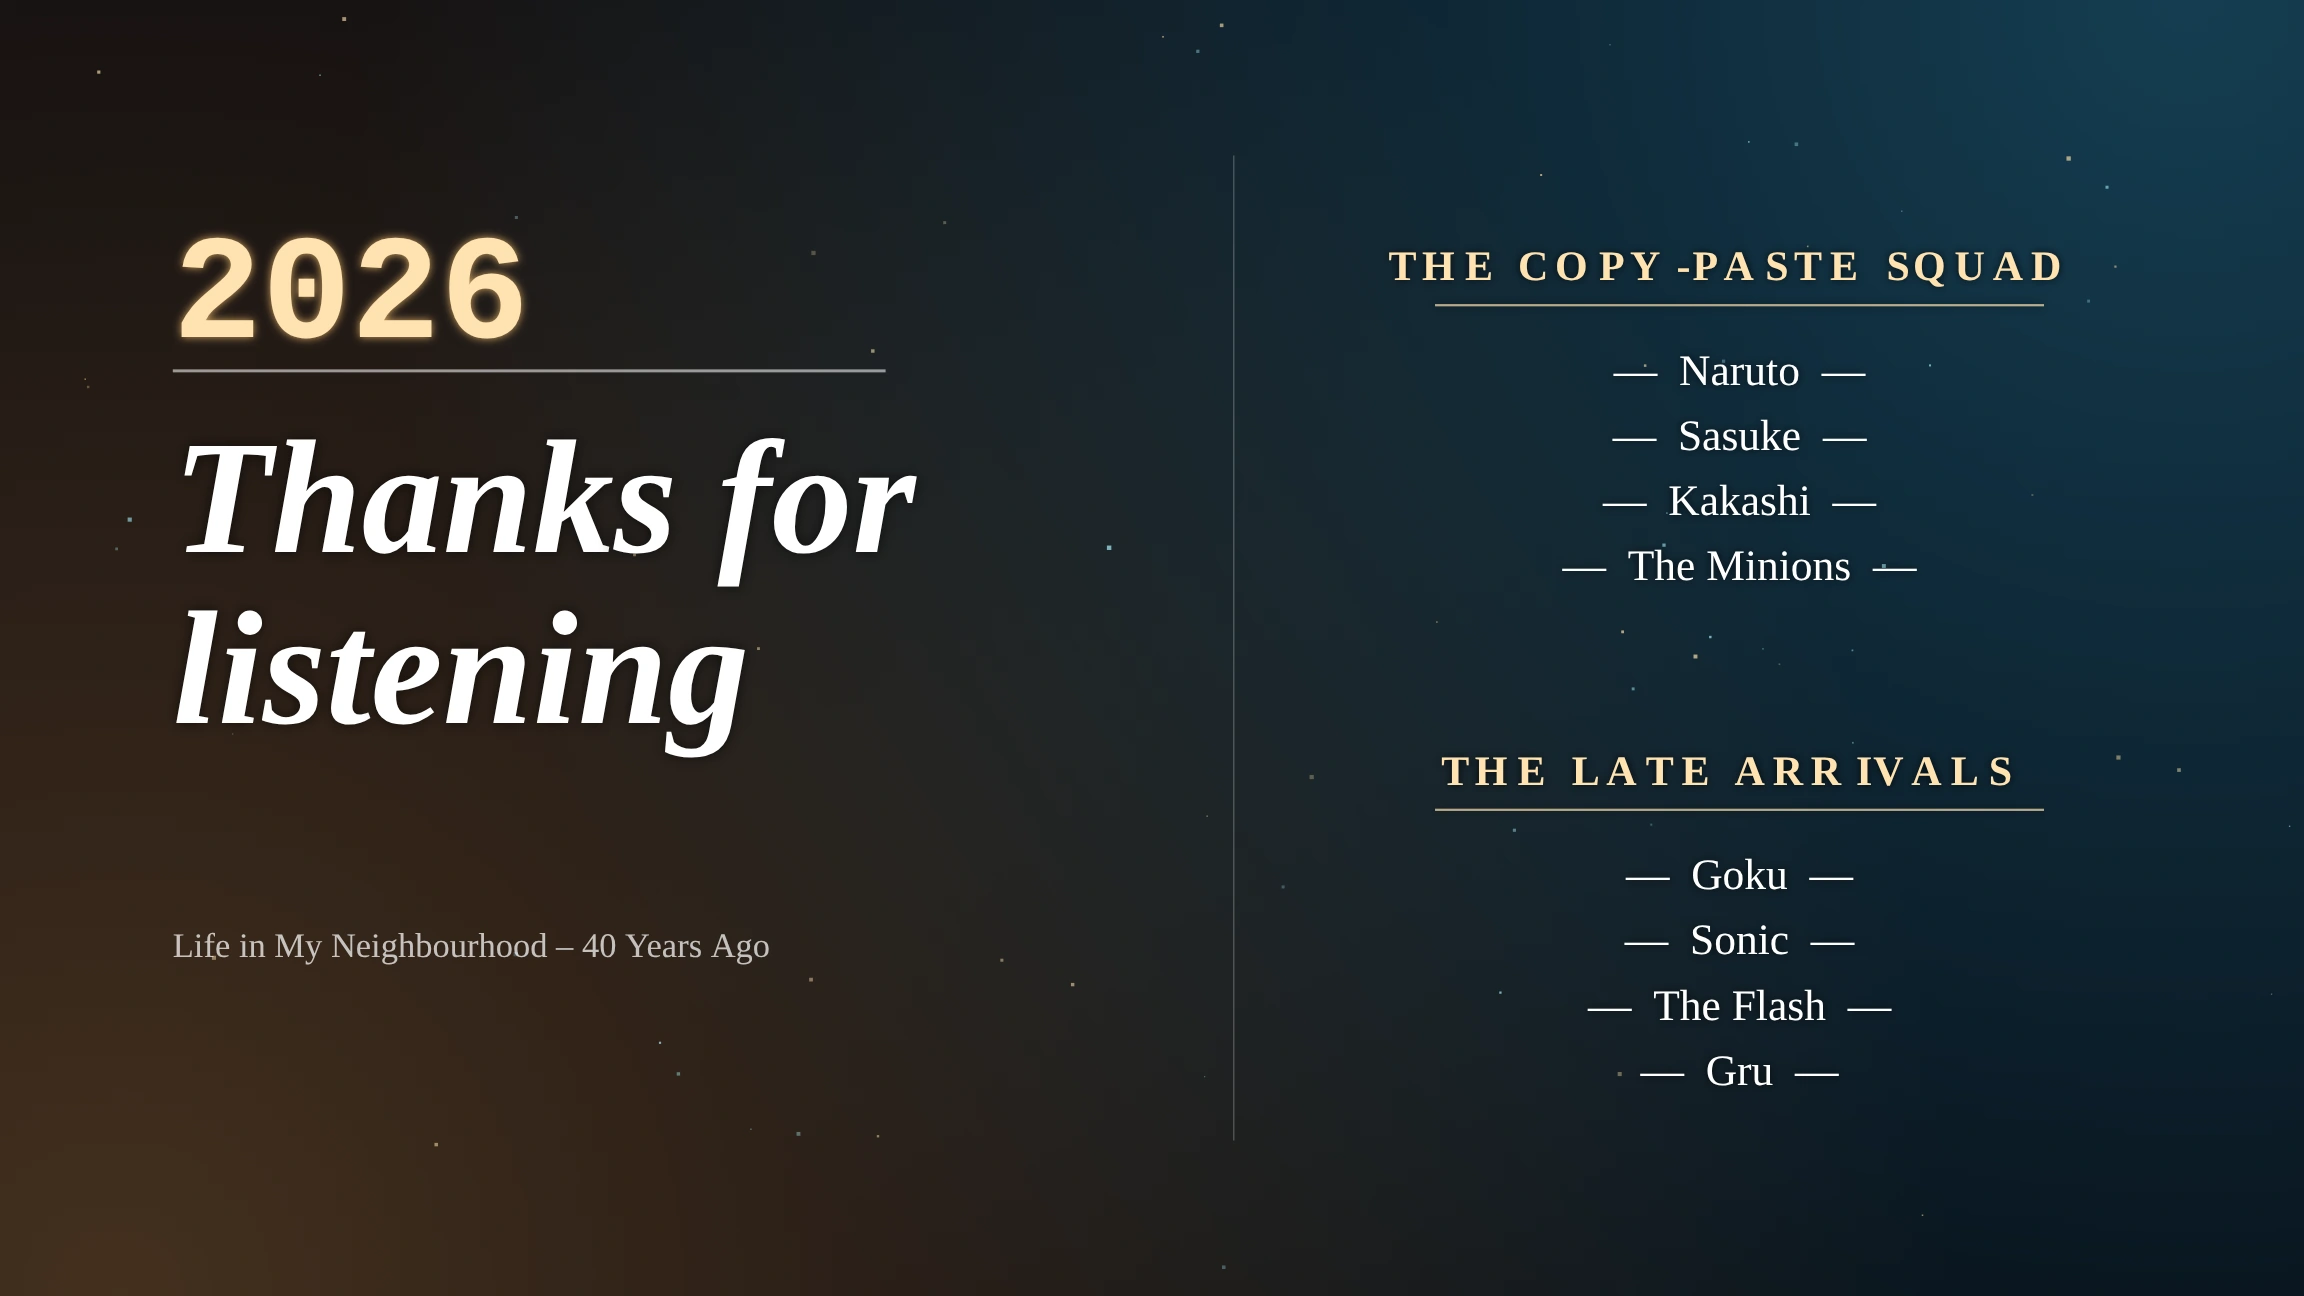 2026
Thanks for
listening
Life in My Neighbourhood – 40 Years Ago
THE COPY-PASTE SQUAD
— Naruto —
— Sasuke —
— Kakashi —
— The Minions —
THE LATE ARRIVALS
— Goku —
— Sonic —
— The Flash —
— Gru —